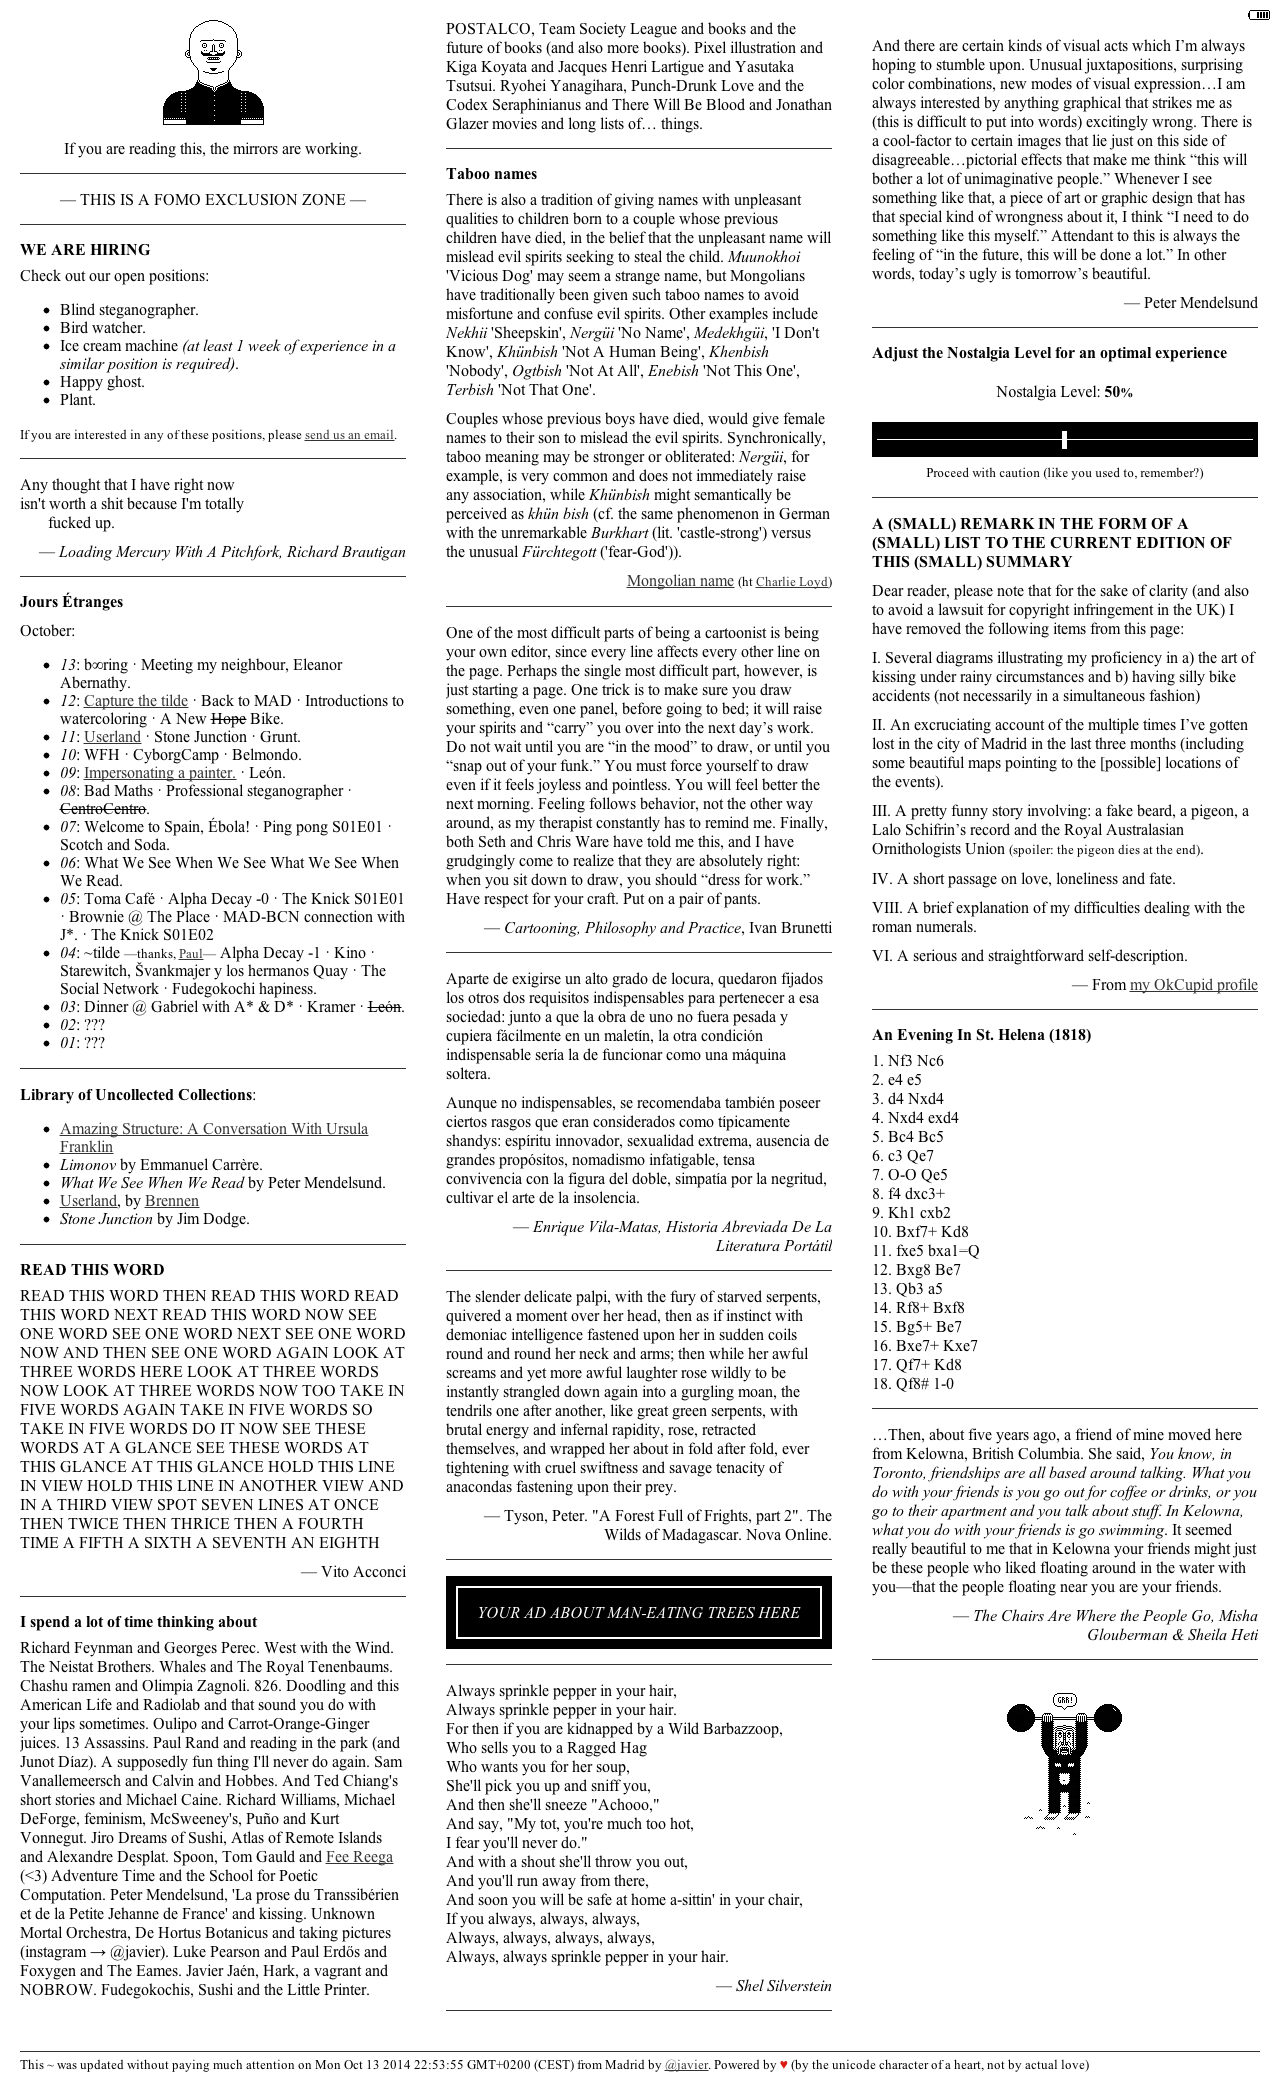 If you are reading this, the mirrors are working.
— THIS IS A FOMO EXCLUSION ZONE —
WE ARE HIRING
Check out our open positions:
• Blind steganographer.
• Bird watcher.
• Ice cream machine (at least 1 week of experience in a
similar position is required).
• Happy ghost.
• Plant.
If you are interested in any of these positions, please send us an email.
Any thought that I have right now
isn't worth a shit because I'm totally
fucked up.
— Loading Mercury With A Pitchfork, Richard Brautigan
Jours Étranges
October:
• 13: b∞ring · Meeting my neighbour, Eleanor
Abernathy.
• 12: Capture the tilde · Back to MAD · Introductions to
watercoloring · A New Hope Bike.
• 11: Userland · Stone Junction · Grunt.
• 10: WFH · CyborgCamp · Belmondo.
• 09: Impersonating a painter. · León.
• 08: Bad Maths · Professional steganographer ·
CentroCentro.
• 07: Welcome to Spain, Ébola! · Ping pong S01E01 ·
Scotch and Soda.
• 06: What We See When We See What We See When
We Read.
• 05: Toma Café · Alpha Decay -0 · The Knick S01E01
· Brownie @ The Place · MAD-BCN connection with
J*. · The Knick S01E02
• 04: ~tilde —thanks, Paul— Alpha Decay -1 · Kino ·
Starewitch, Švankmajer y los hermanos Quay · The
Social Network · Fudegokochi hapiness.
• 03: Dinner @ Gabriel with A* & D* · Kramer · León.
• 02: ???
• 01: ???
Library of Uncollected Collections:
• Amazing Structure: A Conversation With Ursula
Franklin
• Limonov by Emmanuel Carrère.
• What We See When We Read by Peter Mendelsund.
• Userland, by Brennen
• Stone Junction by Jim Dodge.
READ THIS WORD
READ THIS WORD THEN READ THIS WORD READ
THIS WORD NEXT READ THIS WORD NOW SEE
ONE WORD SEE ONE WORD NEXT SEE ONE WORD
NOW AND THEN SEE ONE WORD AGAIN LOOK AT
THREE WORDS HERE LOOK AT THREE WORDS
NOW LOOK AT THREE WORDS NOW TOO TAKE IN
FIVE WORDS AGAIN TAKE IN FIVE WORDS SO
TAKE IN FIVE WORDS DO IT NOW SEE THESE
WORDS AT A GLANCE SEE THESE WORDS AT
THIS GLANCE AT THIS GLANCE HOLD THIS LINE
IN VIEW HOLD THIS LINE IN ANOTHER VIEW AND
IN A THIRD VIEW SPOT SEVEN LINES AT ONCE
THEN TWICE THEN THRICE THEN A FOURTH
TIME A FIFTH A SIXTH A SEVENTH AN EIGHTH
— Vito Acconci
I spend a lot of time thinking about
Richard Feynman and Georges Perec. West with the Wind.
The Neistat Brothers. Whales and The Royal Tenenbaums.
Chashu ramen and Olimpia Zagnoli. 826. Doodling and this
American Life and Radiolab and that sound you do with
your lips sometimes. Oulipo and Carrot-Orange-Ginger
juices. 13 Assassins. Paul Rand and reading in the park (and
Junot Díaz). A supposedly fun thing I'll never do again. Sam
Vanallemeersch and Calvin and Hobbes. And Ted Chiang's
short stories and Michael Caine. Richard Williams, Michael
DeForge, feminism, McSweeney's, Puño and Kurt
Vonnegut. Jiro Dreams of Sushi, Atlas of Remote Islands
and Alexandre Desplat. Spoon, Tom Gauld and Fee Reega
(<3) Adventure Time and the School for Poetic
Computation. Peter Mendelsund, 'La prose du Transsibérien
et de la Petite Jehanne de France' and kissing. Unknown
Mortal Orchestra, De Hortus Botanicus and taking pictures
(instagram → @javier). Luke Pearson and Paul Erdös and
Foxygen and The Eames. Javier Jaén, Hark, a vagrant and
NOBROW. Fudegokochis, Sushi and the Little Printer.
POSTALCO, Team Society League and books and the
future of books (and also more books). Pixel illustration and
Kiga Koyata and Jacques Henri Lartigue and Yasutaka
Tsutsui. Ryohei Yanagihara, Punch-Drunk Love and the
Codex Seraphinianus and There Will Be Blood and Jonathan
Glazer movies and long lists of… things.
Taboo names
There is also a tradition of giving names with unpleasant
qualities to children born to a couple whose previous
children have died, in the belief that the unpleasant name will
mislead evil spirits seeking to steal the child. Muunokhoi
'Vicious Dog' may seem a strange name, but Mongolians
have traditionally been given such taboo names to avoid
misfortune and confuse evil spirits. Other examples include
Nekhii 'Sheepskin', Nergüi 'No Name', Medekhgüi, 'I Don't
Know', Khünbish 'Not A Human Being', Khenbish
'Nobody', Ogtbish 'Not At All', Enebish 'Not This One',
Terbish 'Not That One'.
Couples whose previous boys have died, would give female
names to their son to mislead the evil spirits. Synchronically,
taboo meaning may be stronger or obliterated: Nergüi, for
example, is very common and does not immediately raise
any association, while Khünbish might semantically be
perceived as khün bish (cf. the same phenomenon in German
with the unremarkable Burkhart (lit. 'castle-strong') versus
the unusual Fürchtegott ('fear-God')).
Mongolian name (ht Charlie Loyd)
One of the most difficult parts of being a cartoonist is being
your own editor, since every line affects every other line on
the page. Perhaps the single most difficult part, however, is
just starting a page. One trick is to make sure you draw
something, even one panel, before going to bed; it will raise
your spirits and “carry” you over into the next day’s work.
Do not wait until you are “in the mood” to draw, or until you
“snap out of your funk.” You must force yourself to draw
even if it feels joyless and pointless. You will feel better the
next morning. Feeling follows behavior, not the other way
around, as my therapist constantly has to remind me. Finally,
both Seth and Chris Ware have told me this, and I have
grudgingly come to realize that they are absolutely right:
when you sit down to draw, you should “dress for work.”
Have respect for your craft. Put on a pair of pants.
— Cartooning, Philosophy and Practice, Ivan Brunetti
Aparte de exigirse un alto grado de locura, quedaron fijados
los otros dos requisitos indispensables para pertenecer a esa
sociedad: junto a que la obra de uno no fuera pesada y
cupiera fácilmente en un maletín, la otra condición
indispensable sería la de funcionar como una máquina
soltera.
Aunque no indispensables, se recomendaba también poseer
ciertos rasgos que eran considerados como típicamente
shandys: espíritu innovador, sexualidad extrema, ausencia de
grandes propósitos, nomadismo infatigable, tensa
convivencia con la figura del doble, simpatía por la negritud,
cultivar el arte de la insolencia.
— Enrique Vila-Matas, Historia Abreviada De La
Literatura Portátil
The slender delicate palpi, with the fury of starved serpents,
quivered a moment over her head, then as if instinct with
demoniac intelligence fastened upon her in sudden coils
round and round her neck and arms; then while her awful
screams and yet more awful laughter rose wildly to be
instantly strangled down again into a gurgling moan, the
tendrils one after another, like great green serpents, with
brutal energy and infernal rapidity, rose, retracted
themselves, and wrapped her about in fold after fold, ever
tightening with cruel swiftness and savage tenacity of
anacondas fastening upon their prey.
— Tyson, Peter. "A Forest Full of Frights, part 2". The
Wilds of Madagascar. Nova Online.
YOUR AD ABOUT MAN-EATING TREES HERE
Always sprinkle pepper in your hair,
Always sprinkle pepper in your hair.
For then if you are kidnapped by a Wild Barbazzoop,
Who sells you to a Ragged Hag
Who wants you for her soup,
She'll pick you up and sniff you,
And then she'll sneeze "Achooo,"
And say, "My tot, you're much too hot,
I fear you'll never do."
And with a shout she'll throw you out,
And you'll run away from there,
And soon you will be safe at home a-sittin' in your chair,
If you always, always, always,
Always, always, always, always,
Always, always sprinkle pepper in your hair.
— Shel Silverstein
And there are certain kinds of visual acts which I’m always
hoping to stumble upon. Unusual juxtapositions, surprising
color combinations, new modes of visual expression…I am
always interested by anything graphical that strikes me as
(this is difficult to put into words) excitingly wrong. There is
a cool-factor to certain images that lie just on this side of
disagreeable…pictorial effects that make me think “this will
bother a lot of unimaginative people.” Whenever I see
something like that, a piece of art or graphic design that has
that special kind of wrongness about it, I think “I need to do
something like this myself.” Attendant to this is always the
feeling of “in the future, this will be done a lot.” In other
words, today’s ugly is tomorrow’s beautiful.
— Peter Mendelsund
Adjust the Nostalgia Level for an optimal experience
Nostalgia Level: 50%
Proceed with caution (like you used to, remember?)
A (SMALL) REMARK IN THE FORM OF A
(SMALL) LIST TO THE CURRENT EDITION OF
THIS (SMALL) SUMMARY
Dear reader, please note that for the sake of clarity (and also
to avoid a lawsuit for copyright infringement in the UK) I
have removed the following items from this page:
I. Several diagrams illustrating my proficiency in a) the art of
kissing under rainy circumstances and b) having silly bike
accidents (not necessarily in a simultaneous fashion)
II. An excruciating account of the multiple times I’ve gotten
lost in the city of Madrid in the last three months (including
some beautiful maps pointing to the [possible] locations of
the events).
III. A pretty funny story involving: a fake beard, a pigeon, a
Lalo Schifrin’s record and the Royal Australasian
Ornithologists Union (spoiler: the pigeon dies at the end).
IV. A short passage on love, loneliness and fate.
VIII. A brief explanation of my difficulties dealing with the
roman numerals.
VI. A serious and straightforward self-description.
— From my OkCupid profile
An Evening In St. Helena (1818)
1. Nf3 Nc6
2. e4 e5
3. d4 Nxd4
4. Nxd4 exd4
5. Bc4 Bc5
6. c3 Qe7
7. O-O Qe5
8. f4 dxc3+
9. Kh1 cxb2
10. Bxf7+ Kd8
11. fxe5 bxa1=Q
12. Bxg8 Be7
13. Qb3 a5
14. Rf8+ Bxf8
15. Bg5+ Be7
16. Bxe7+ Kxe7
17. Qf7+ Kd8
18. Qf8# 1-0
…Then, about five years ago, a friend of mine moved here
from Kelowna, British Columbia. She said, You know, in
Toronto, friendships are all based around talking. What you
do with your friends is you go out for coffee or drinks, or you
go to their apartment and you talk about stuff. In Kelowna,
what you do with your friends is go swimming. It seemed
really beautiful to me that in Kelowna your friends might just
be these people who liked floating around in the water with
you—that the people floating near you are your friends.
— The Chairs Are Where the People Go, Misha
Glouberman & Sheila Heti
GRR!
This ~ was updated without paying much attention on Mon Oct 13 2014 22:53:55 GMT+0200 (CEST) from Madrid by @javier. Powered by ♥ (by the unicode character of a heart, not by actual love)